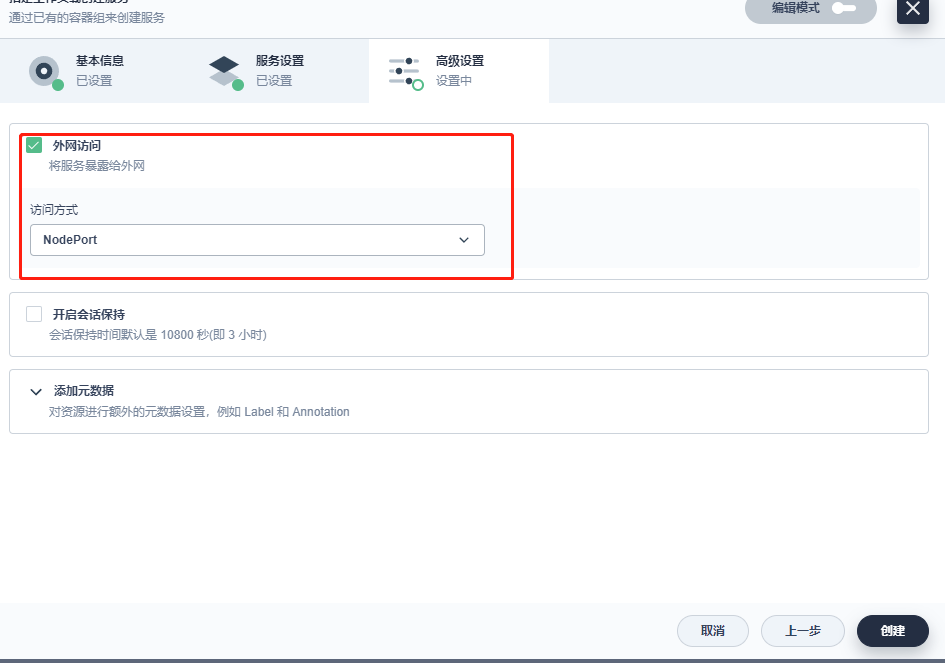 通过已有的容器组来创建服务
编辑模式
基本信息
已设置
服务设置
已设置
高级设置
设置中
外网访问
将服务暴露给外网
访问方式
NodePort
开启会话保持
会话保持时间默认是 10800 秒(即 3 小时)
添加元数据
对资源进行额外的元数据设置，例如 Label 和 Annotation
取消
上一步
创建